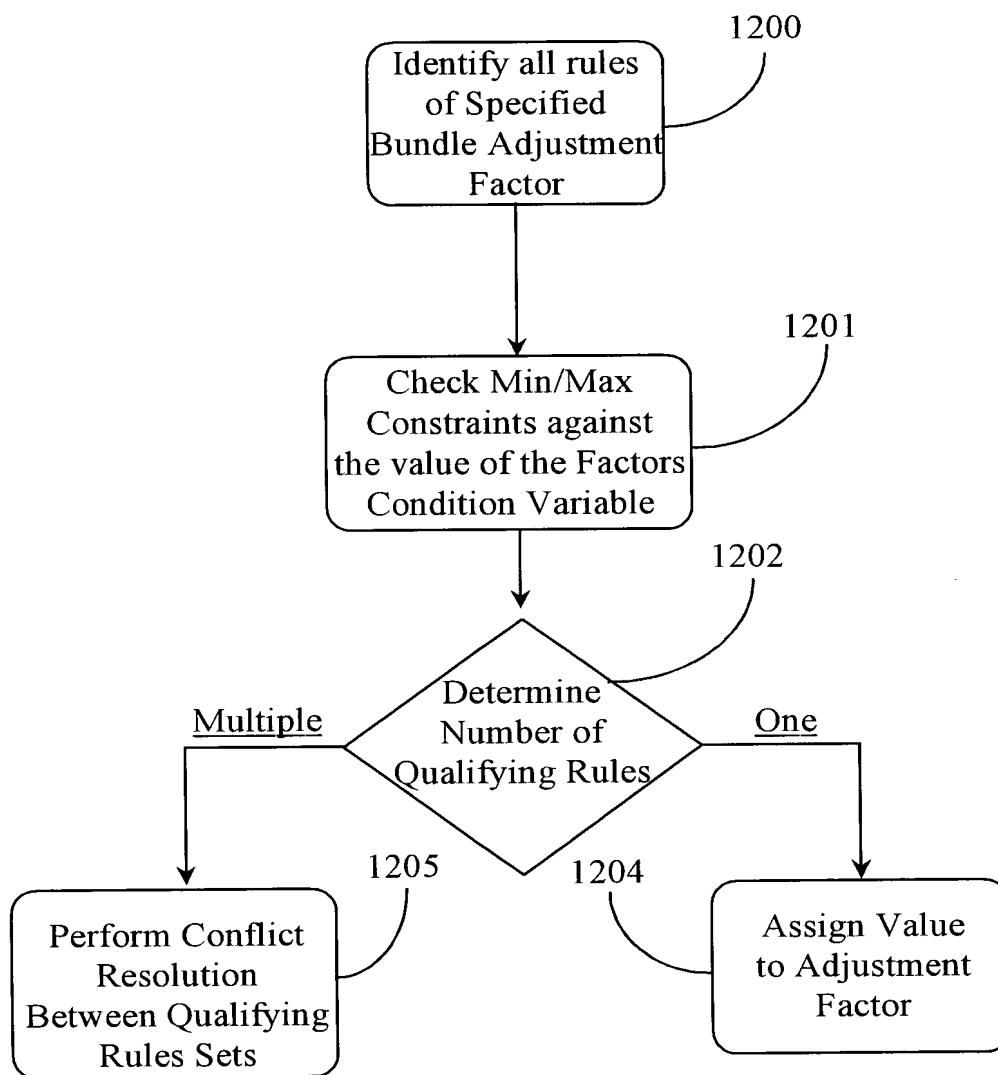 1200
Identify all rules
of Specified
Bundle Adjustment
Factor
1201
Check Min/Max
Constraints against
the value of the Factors
Condition Variable
1202
Determine
Number of
Qualifying Rules
Multiple
One
1205
Perform Conflict
Resolution
Between Qualifying
Rules Sets
1204
Assign Value
to Adjustment
Factor